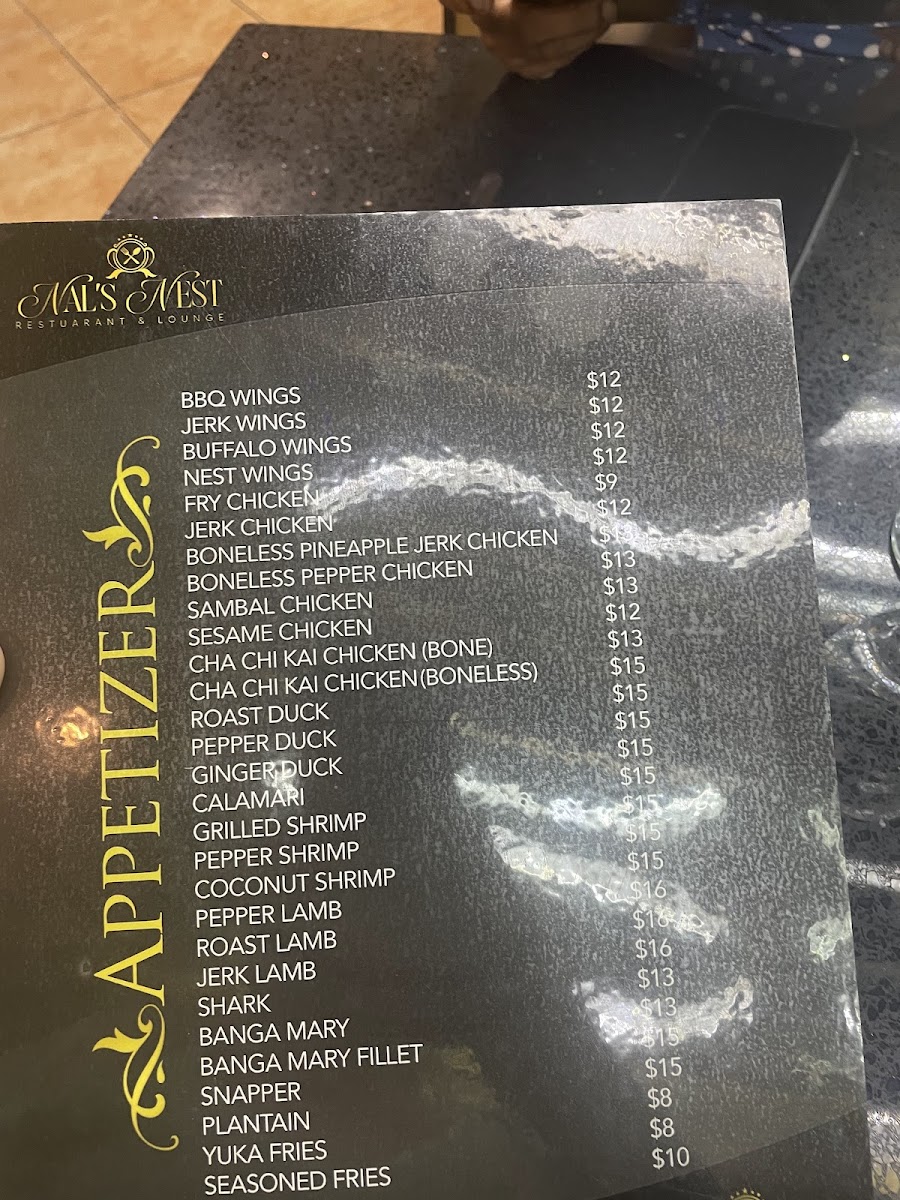 NAL'S NEST
RESTUARANT & LOUNGE
APPETIZER
BBQ WINGS $12
JERK WINGS $12
BUFFALO WINGS $12
NEST WINGS $12
FRY CHICKEN $9
JERK CHICKEN $12
BONELESS PINEAPPLE JERK CHICKEN $13
BONELESS PEPPER CHICKEN $13
SAMBAL CHICKEN $13
SESAME CHICKEN $12
CHA CHI KAI CHICKEN (BONE) $13
CHA CHI KAI CHICKEN (BONELESS) $15
ROAST DUCK $15
PEPPER DUCK $15
GINGER DUCK $15
CALAMARI $15
GRILLED SHRIMP $15
PEPPER SHRIMP $15
COCONUT SHRIMP $15
PEPPER LAMB $16
ROAST LAMB $16
JERK LAMB $16
SHARK $13
BANGA MARY $13
BANGA MARY FILLET $15
SNAPPER $15
PLANTAIN $8
YUKA FRIES $8
SEASONED FRIES $10